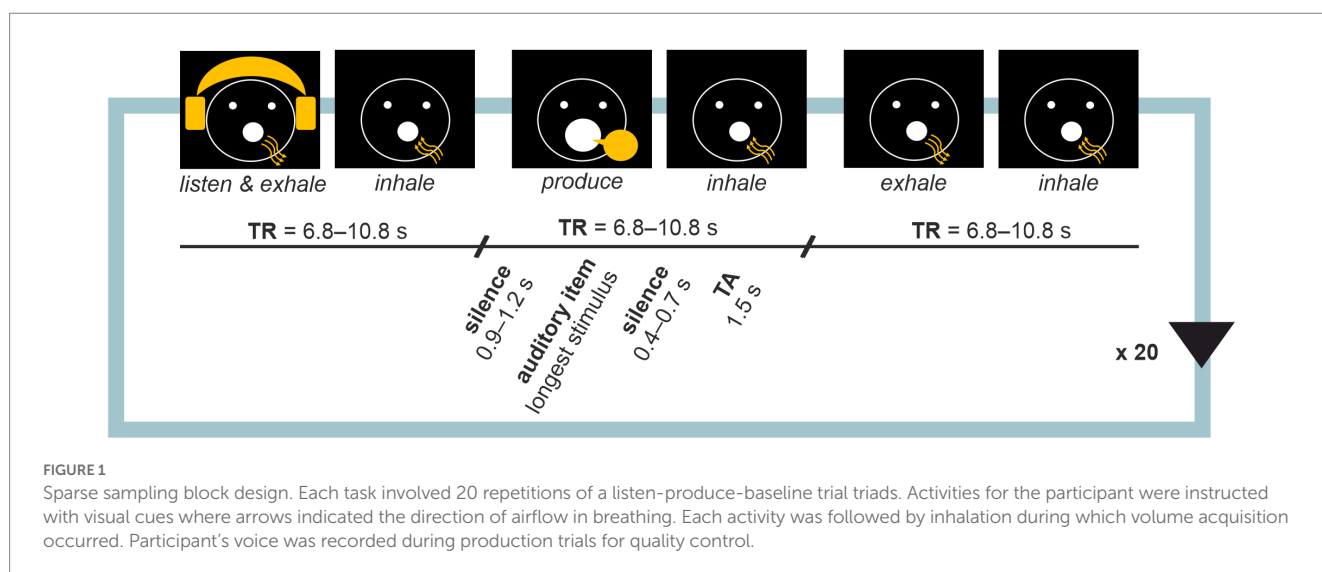 listen & exhale inhale produce inhale exhale inhale
TR = 6.8–10.8 s TR = 6.8–10.8 s TR = 6.8–10.8 s
silence
0.9–1.2 s
auditory item
longest stimulus
silence
0.4–0.7 s
TA
1.5 s
x 20
FIGURE 1
Sparse sampling block design. Each task involved 20 repetitions of a listen-produce-baseline trial triads. Activities for the participant were instructed
with visual cues where arrows indicated the direction of airflow in breathing. Each activity was followed by inhalation during which volume acquisition
occurred. Participant’s voice was recorded during production trials for quality control.